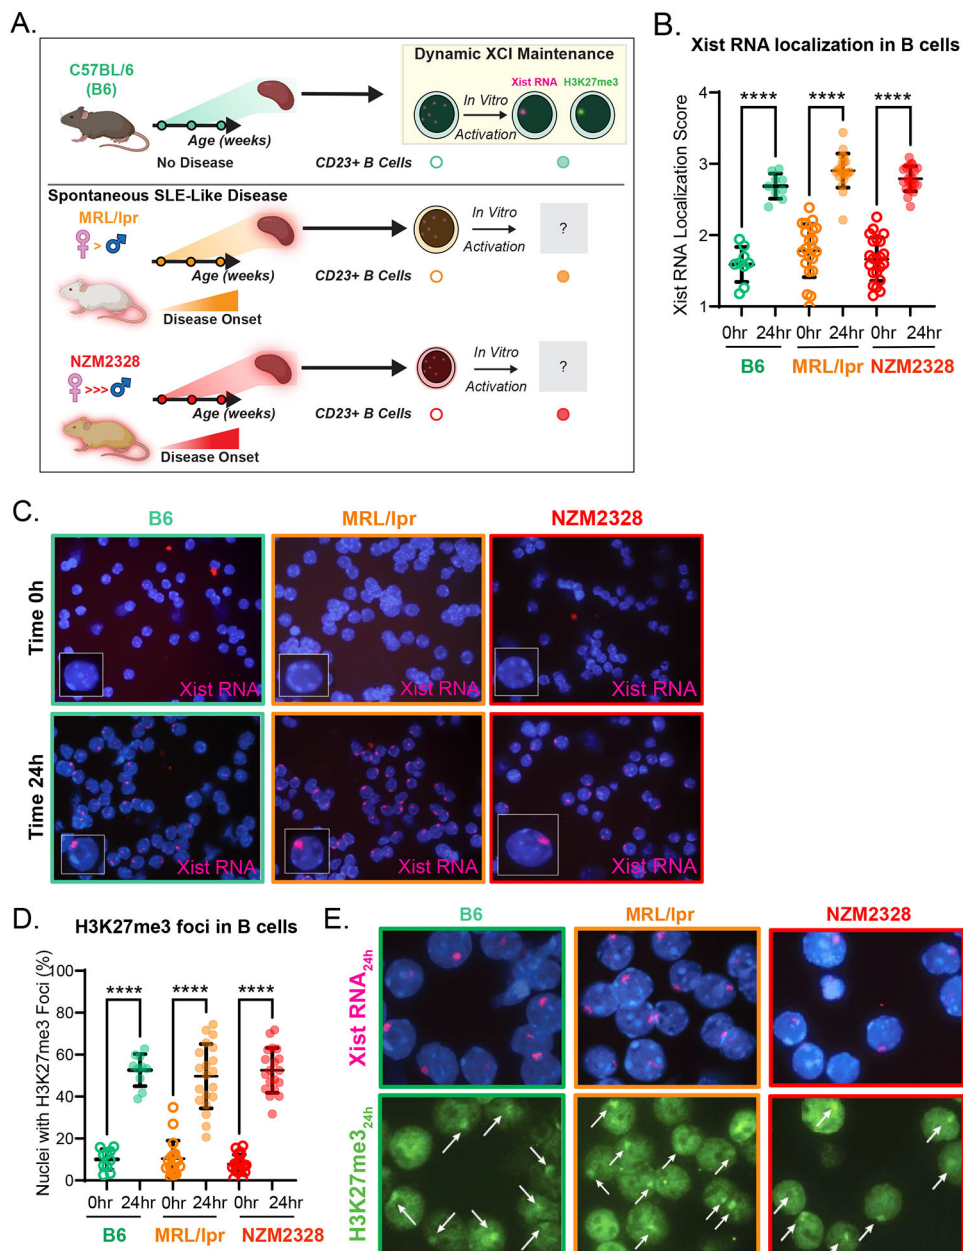 A.
C57BL/6
(B6)
Age (weeks)
No Disease
CD23+ B Cells
Dynamic XCI Maintenance
Xist RNA
H3K27me3
In Vitro
Activation
Spontaneous SLE-Like Disease
MRL/lpr
>
Age (weeks)
Disease Onset
CD23+ B Cells
In Vitro
Activation
?
NZM2328
>>>
Age (weeks)
Disease Onset
CD23+ B Cells
In Vitro
Activation
?
B.
Xist RNA localization in B cells
Xist RNA Localization Score
4
3
2
1
**** **** ****
0hr 24hr 0hr 24hr 0hr 24hr
B6 MRL/lpr NZM2328
C.
B6 MRL/lpr NZM2328
Time 0h
Xist RNA Xist RNA Xist RNA
Time 24h
Xist RNA Xist RNA Xist RNA
D.
H3K27me3 foci in B cells
Nuclei with H3K27me3 Foci (%)
100
80
60
40
20
0
**** **** ****
0hr 24hr 0hr 24hr 0hr 24hr
B6 MRL/lpr NZM2328
E.
B6 MRL/lpr NZM2328
Xist RNA24h
H3K27me324h